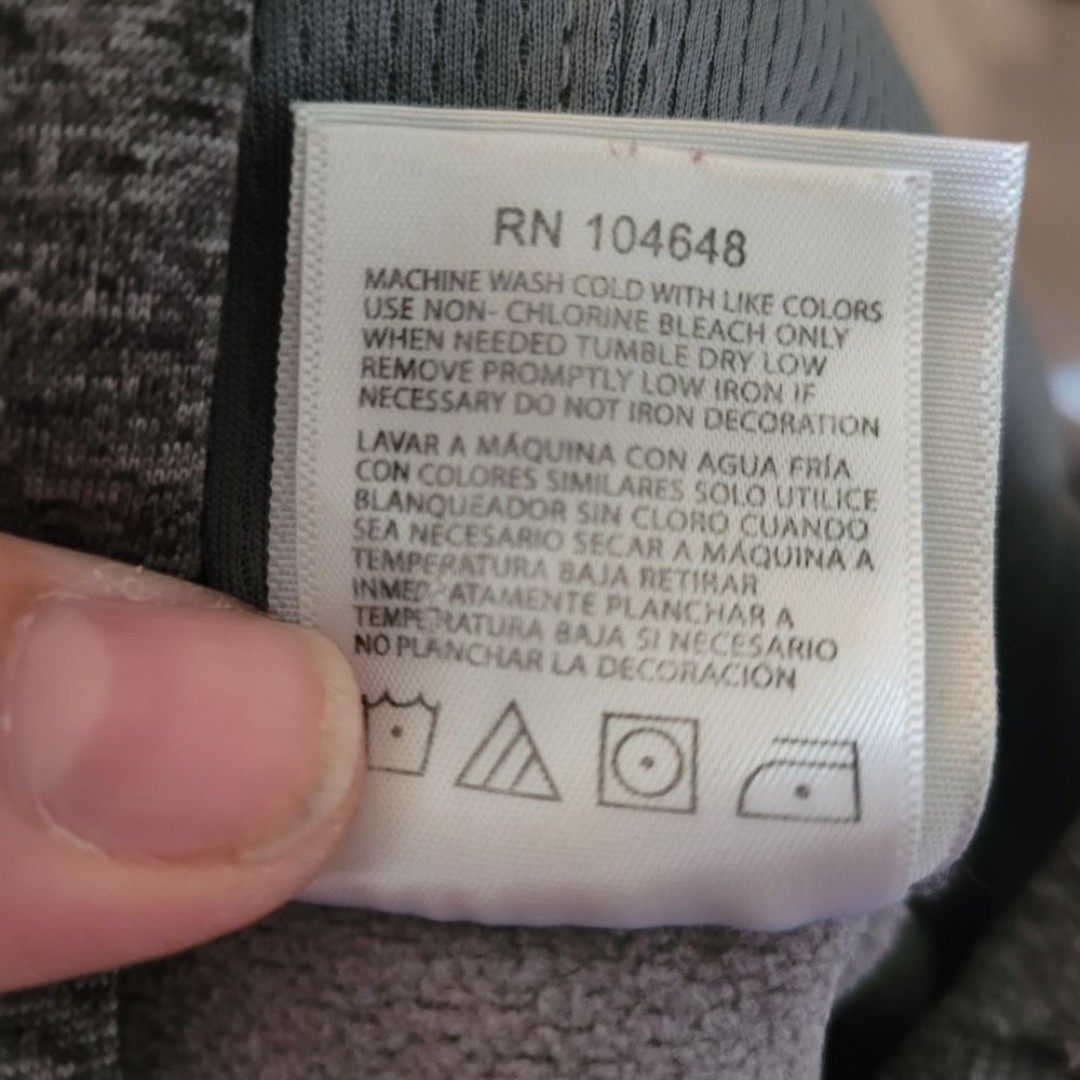 RN 104648
MACHINE WASH COLD WITH LIKE COLORS
USE NON- CHLORINE BLEACH ONLY
WHEN NEEDED TUMBLE DRY LOW
REMOVE PROMPTLY LOW IRON IF
NECESSARY DO NOT IRON DECORATION
LAVAR A MÁQUINA CON AGUA FRÍA
CON COLORES SIMILARES SOLO UTILICE
BLANQUEADOR SIN CLORO CUANDO
SEA NECESARIO SECAR A MÁQUINA A
TEMPERATURA BAJA RETIRAR
INMEDIATAMENTE PLANCHAR A
TEMPERATURA BAJA SI NECESARIO
NO PLANCHAR LA DECORACIÓN